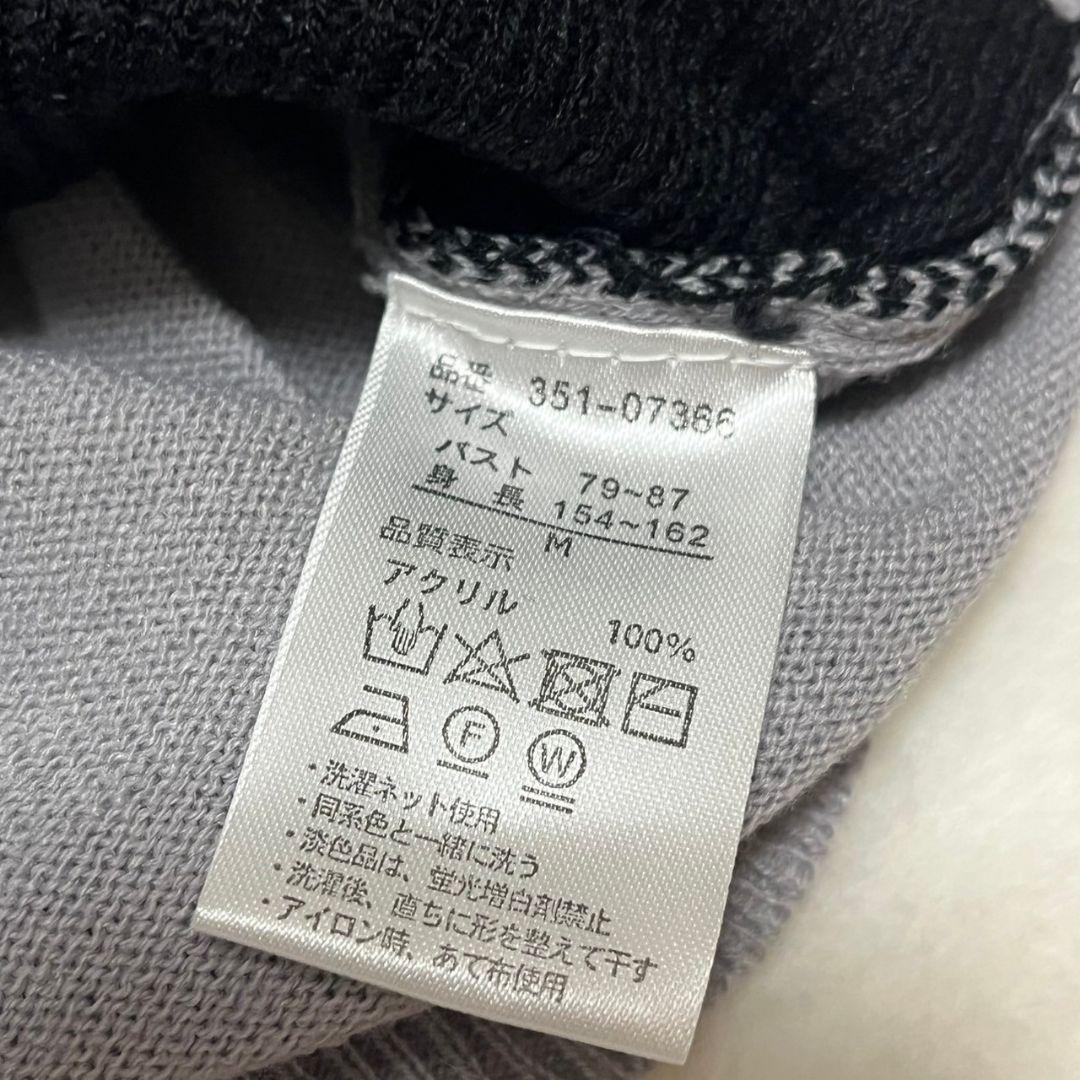 品番 351-07386
サイズ
バスト 79~87
身長 154~162
M
品質表示
アクリル 100%
F
W
・洗濯ネット使用
・同系色と一緒に洗う
・淡色品は、蛍光増白剤禁止
・洗濯後、直ちに形を整えて干す
・アイロン時、あて布使用